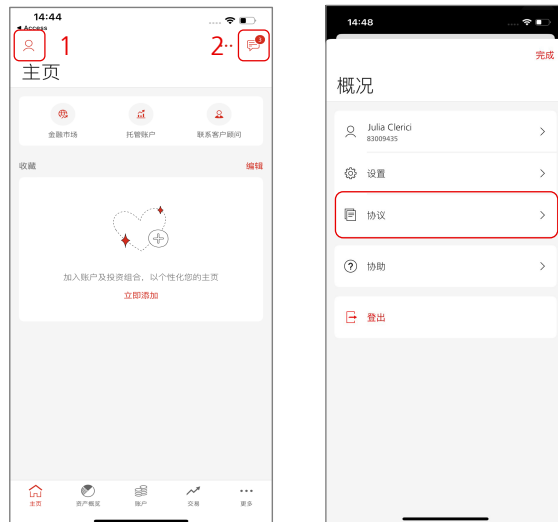 14:44
◀ Access
1
2
3
主页
金融市场
托管账户
联系客户顾问
收藏
编辑
加入账户及投资组合，以个性化您的主页
立即添加
主页
资产概览
账户
交易
更多
14:48
完成
概况
Julia Clerici
83009435
设置
协议
协助
登出